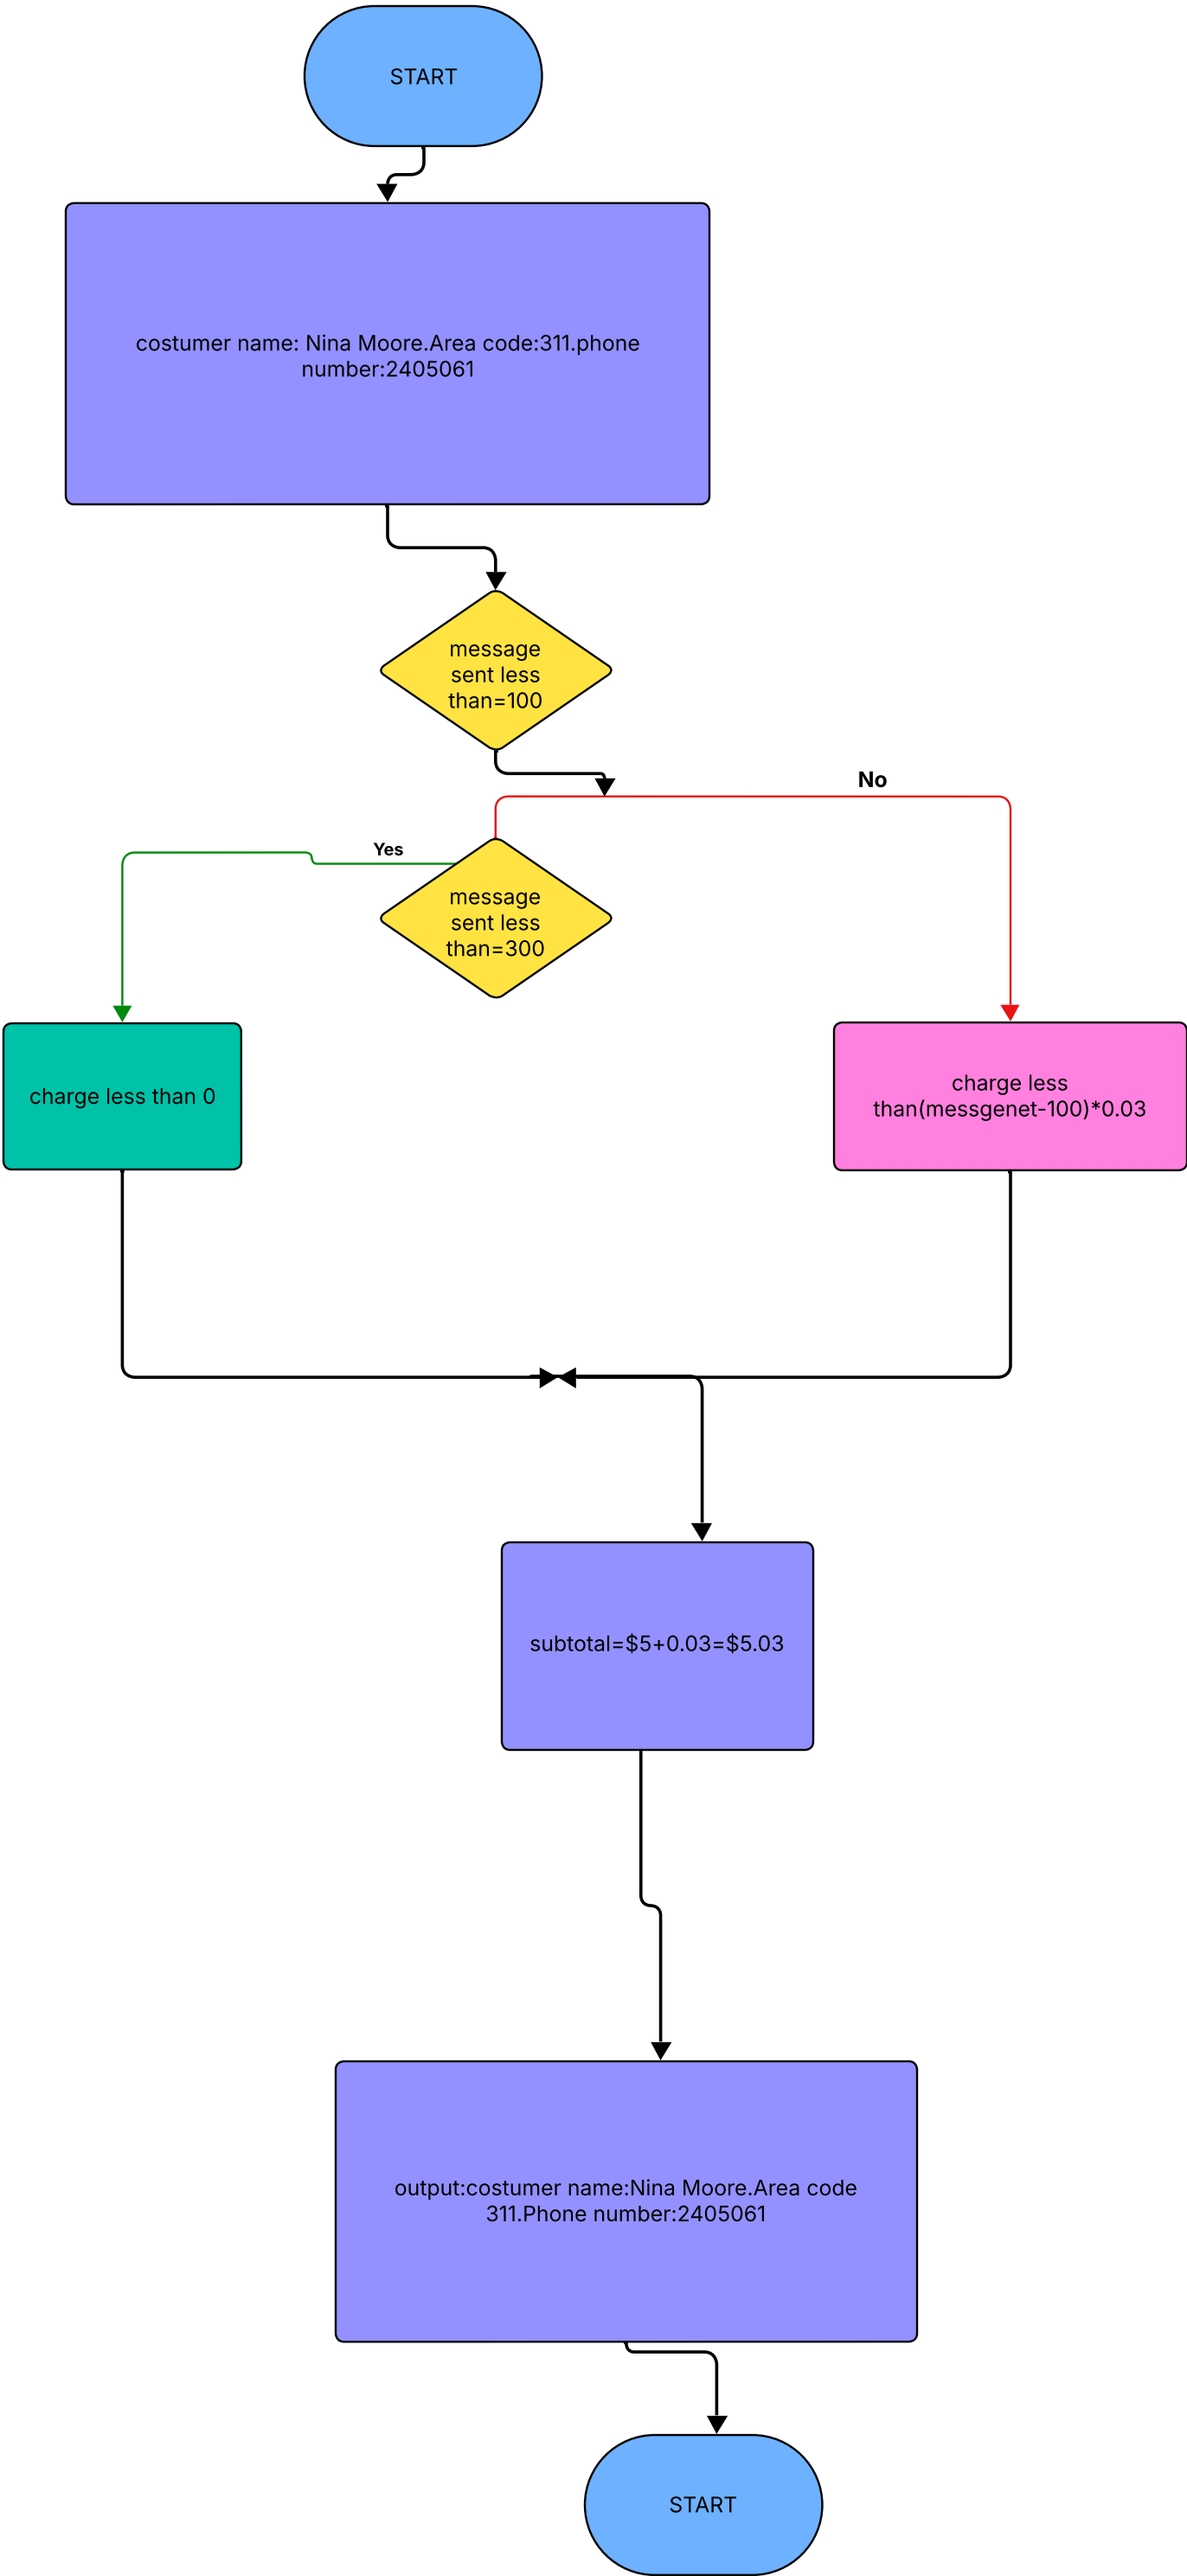 START
costumer name: Nina Moore.Area code:311.phone
number:2405061
message
sent less
than=100
No
Yes
message
sent less
than=300
charge less than 0
charge less
than(messgenet-100)*0.03
subtotal=$5+0.03=$5.03
output:costumer name:Nina Moore.Area code
311.Phone number:2405061
START